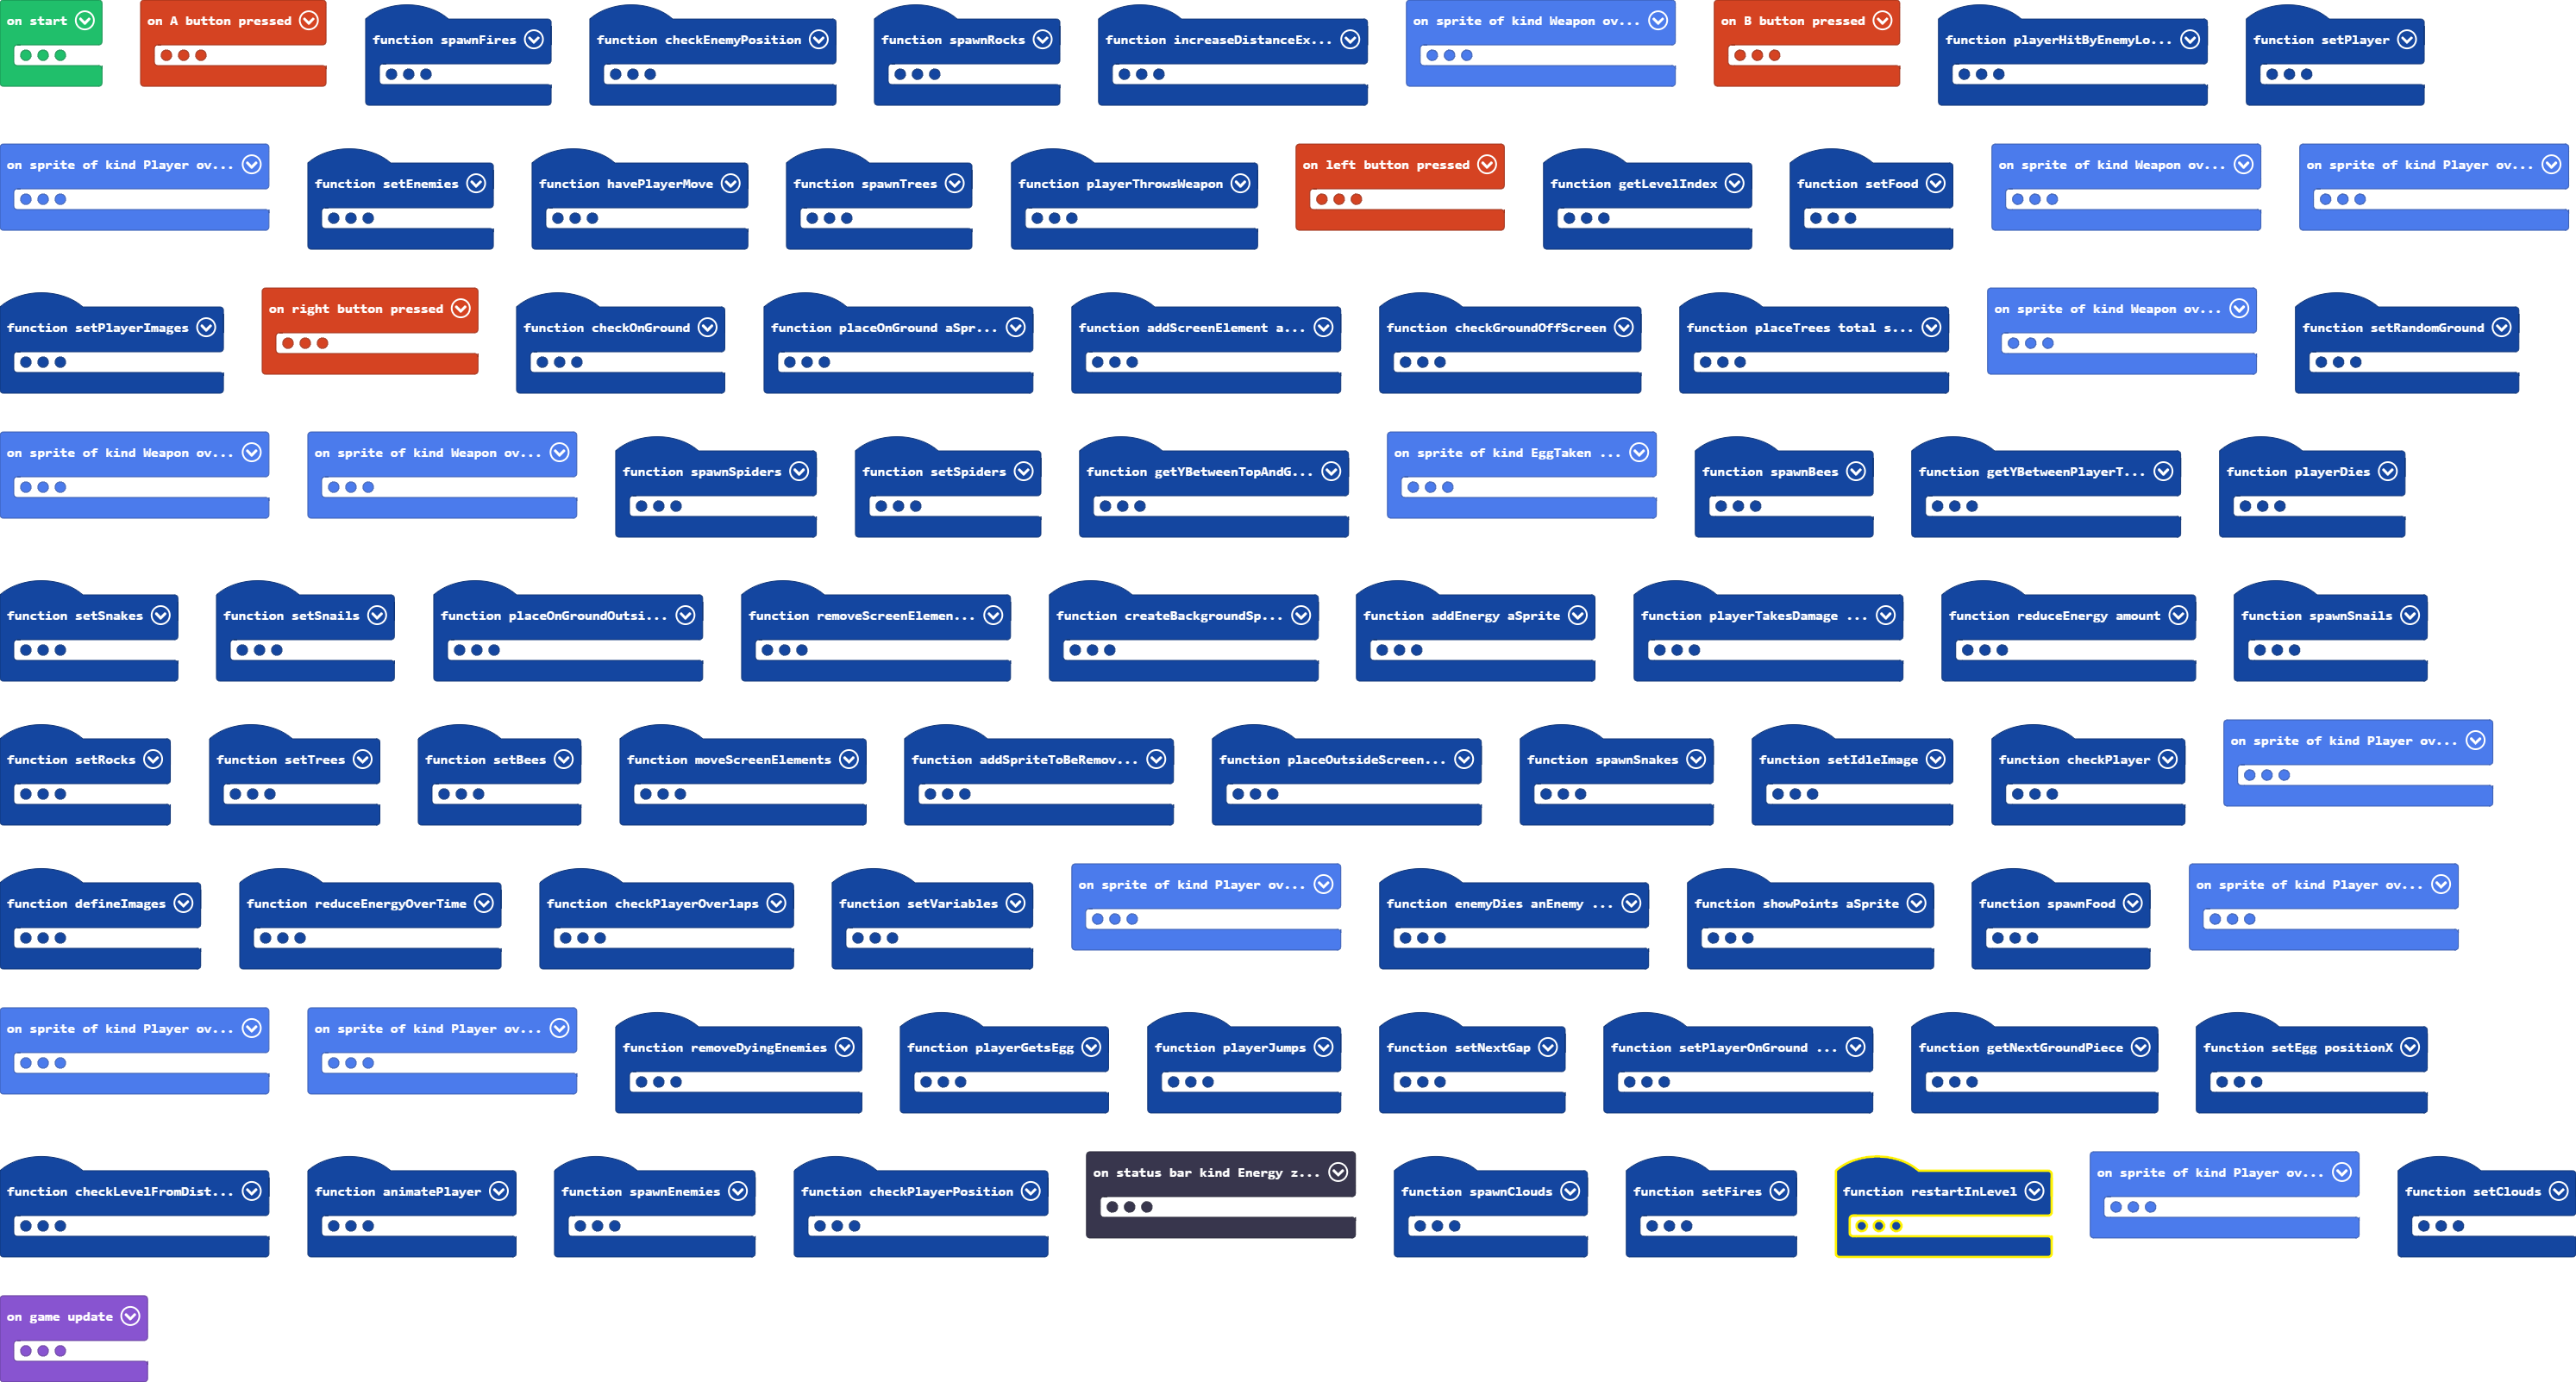 on start
on A button pressed
function spawnFires
function checkEnemyPosition
function spawnRocks
function increaseDistanceEx...
on sprite of kind Weapon ov...
on B button pressed
function playerHitByEnemyLo...
function setPlayer
on sprite of kind Player ov...
function setEnemies
function havePlayerMove
function spawnTrees
function playerThrowsWeapon
on left button pressed
function getLevelIndex
function setFood
on sprite of kind Weapon ov...
on sprite of kind Player ov...
function setPlayerImages
on right button pressed
function checkOnGround
function placeOnGround aSpr...
function addScreenElement a...
function checkGroundOffScreen
function placeTrees total s...
on sprite of kind Weapon ov...
function setRandomGround
on sprite of kind Weapon ov...
on sprite of kind Weapon ov...
function spawnSpiders
function setSpiders
function getYBetweenTopAndG...
on sprite of kind EggTaken ...
function spawnBees
function getYBetweenPlayerT...
function playerDies
function setSnakes
function setSnails
function placeOnGroundOutsi...
function removeScreenElemen...
function createBackgroundSp...
function addEnergy aSprite
function playerTakesDamage ...
function reduceEnergy amount
function spawnSnails
function setRocks
function setTrees
function setBees
function moveScreenElements
function addSpriteToBeRemov...
function placeOutsideScreen...
function spawnSnakes
function setIdleImage
function checkPlayer
on sprite of kind Player ov...
function defineImages
function reduceEnergyOverTime
function checkPlayerOverlaps
function setVariables
on sprite of kind Player ov...
function enemyDies anEnemy ...
function showPoints aSprite
function spawnFood
on sprite of kind Player ov...
on sprite of kind Player ov...
on sprite of kind Player ov...
function removeDyingEnemies
function playerGetsEgg
function playerJumps
function setNextGap
function setPlayerOnGround ...
function getNextGroundPiece
function setEgg positionX
function checkLevelFromDist...
function animatePlayer
function spawnEnemies
function checkPlayerPosition
on status bar kind Energy z...
function spawnClouds
function setFires
function restartInLevel
on sprite of kind Player ov...
function setClouds
on game update